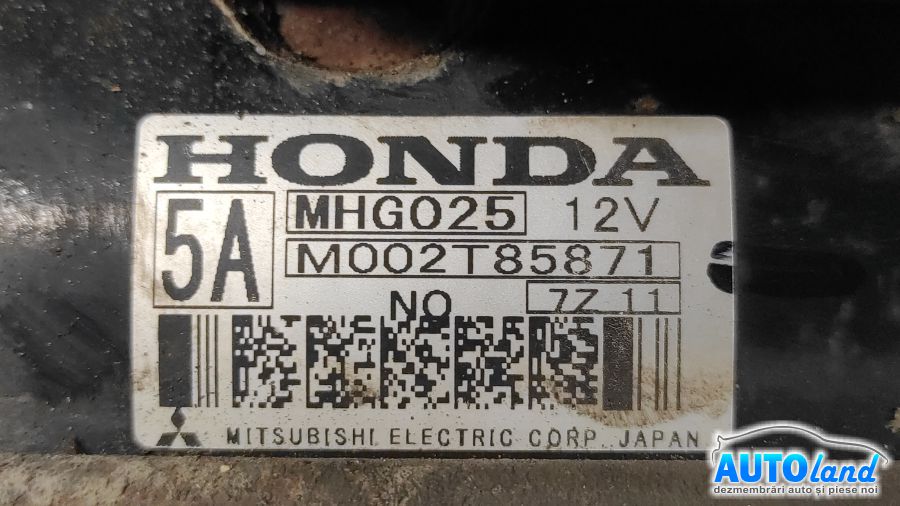 HONDA
5A MHG025 12V
M002T85871
NO 7Z 11
MITSUBISHI ELECTRIC CORP. JAPAN
AUTOland
dezmembrări auto și piese noi